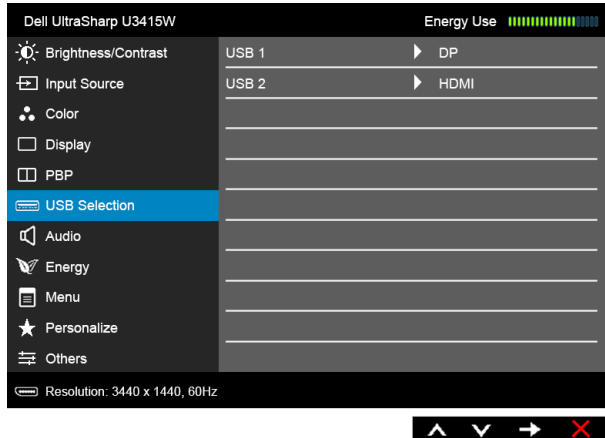 Dell UltraSharp U3415W
Energy Use
Brightness/Contrast
USB 1 DP
Input Source
USB 2 HDMI
Color
Display
PBP
USB Selection
Audio
Energy
Menu
Personalize
Others
Resolution: 3440 x 1440, 60Hz